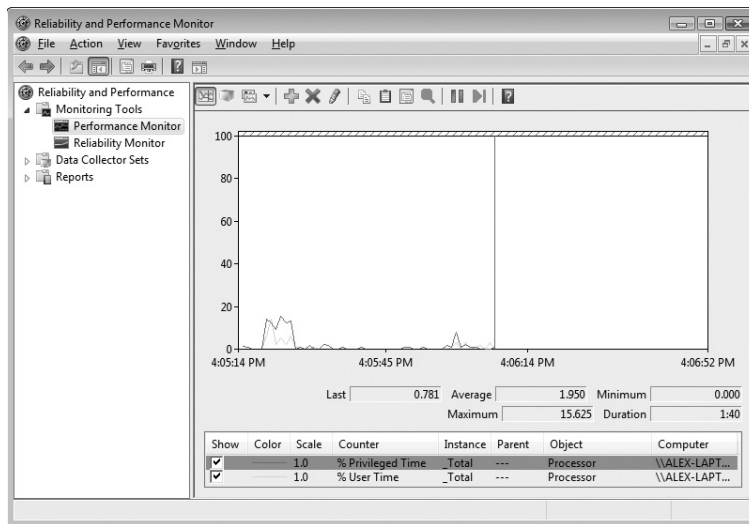 Reliability and Performance Monitor
File Action View Favorites Window Help
Reliability and Performance
Monitoring Tools
Performance Monitor
Reliability Monitor
Data Collector Sets
Reports
100
80
60
40
20
0
4:05:14 PM 4:05:45 PM 4:06:14 PM 4:06:52 PM
Last 0.781 Average 1.950 Minimum 0.000
Maximum 15.625 Duration 1:40
Show Color Scale Counter Instance Parent Object Computer
1.0 % Privileged Time _Total --- Processor \\ALEX-LAPT...
1.0 % User Time _Total --- Processor \\ALEX-LAPT...